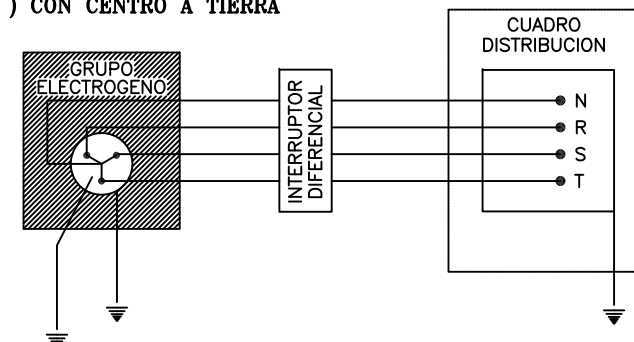 ) CON CENTRO A TIERRA
CUADRO
DISTRIBUCION
GRUPO
ELECTROGENO
INTERRUPTOR
DIFERENCIAL
N
R
S
T